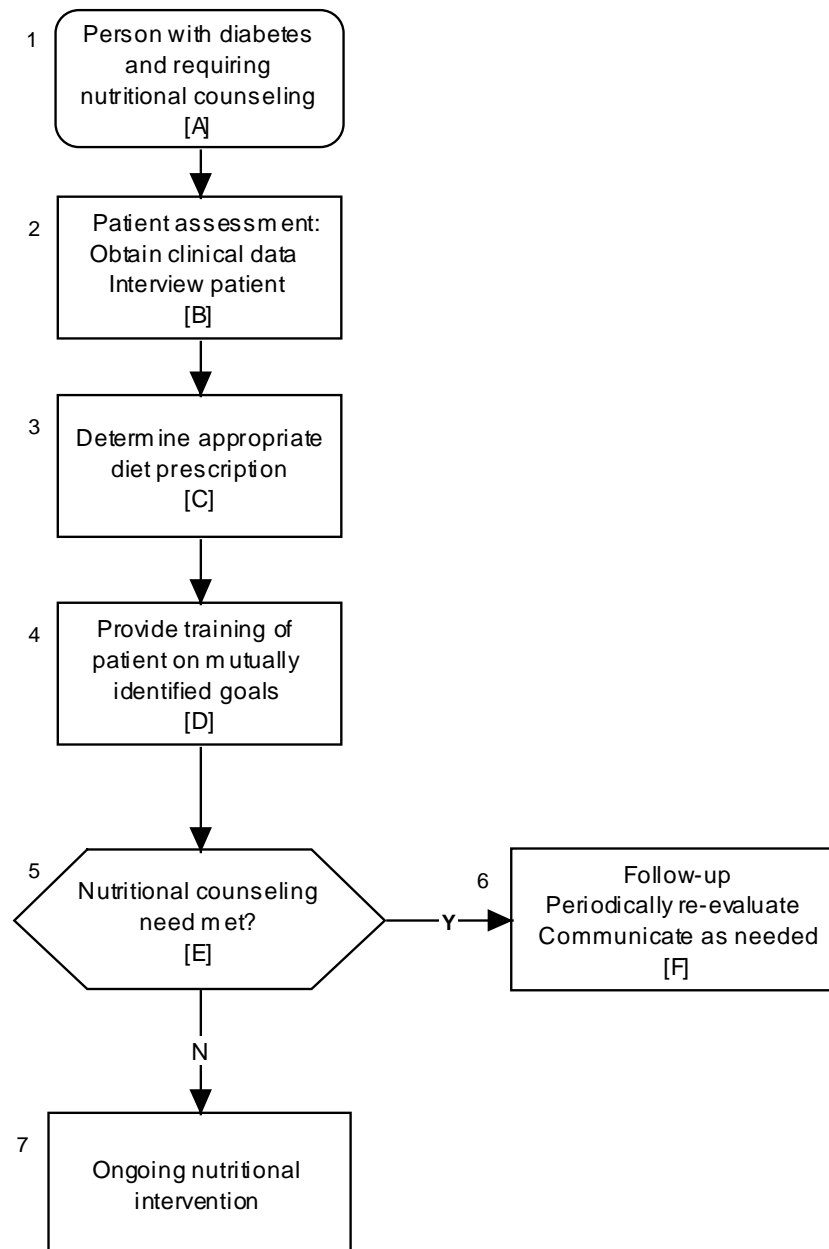 1
Person with diabetes
and requiring
nutritional counseling
[A]
2
Patient assessment:
Obtain clinical data
Interview patient
[B]
3
Determine appropriate
diet prescription
[C]
4
Provide training of
patient on mutually
identified goals
[D]
5
Nutritional counseling
need met?
[E]
Y
6
Follow-up
Periodically re-evaluate
Communicate as needed
[F]
N
7
Ongoing nutritional
intervention